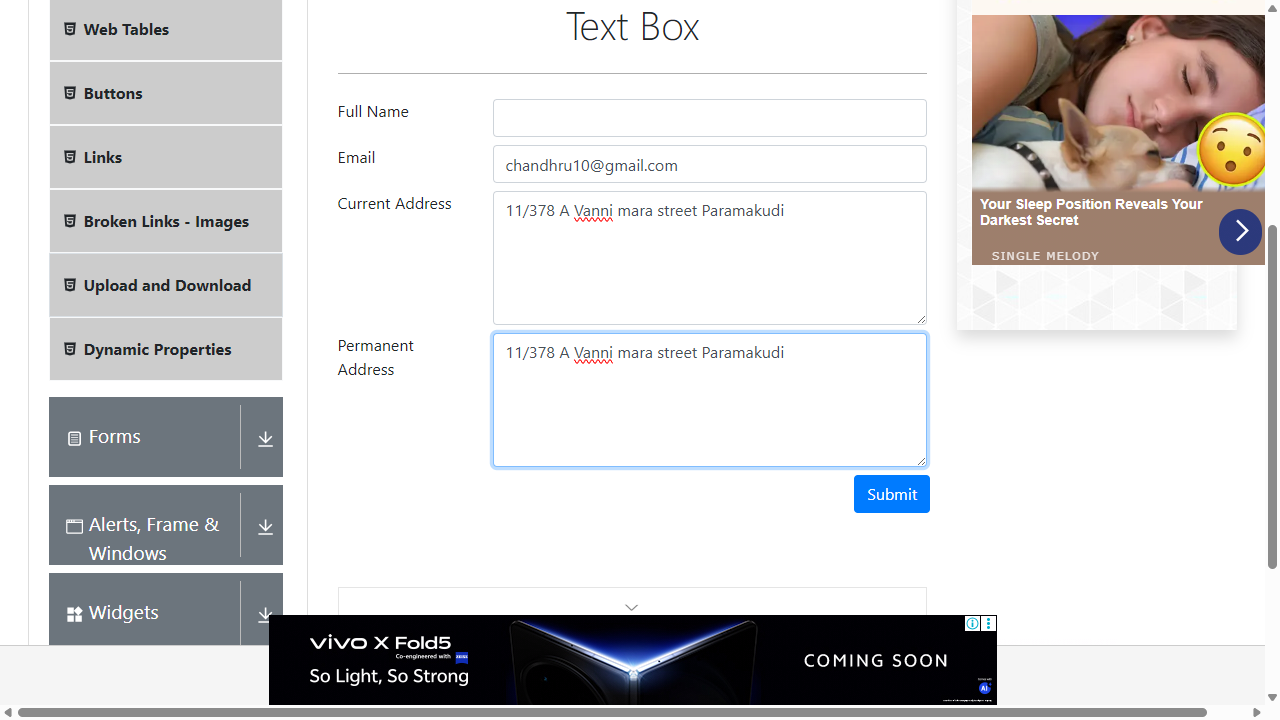 Web Tables
Buttons
Links
Broken Links - Images
Upload and Download
Dynamic Properties
Forms
Alerts, Frame &
Windows
Widgets
Text Box
Full Name
Email
chandhru10@gmail.com
Current Address
11/378 A Vanni mara street Paramakudi
Permanent
Address
11/378 A Vanni mara street Paramakudi
Submit
Your Sleep Position Reveals Your
Darkest Secret
SINGLE MELODY
vivo X Fold5
Co-engineered with ZEISS
So Light, So Strong
COMING SOON
AI